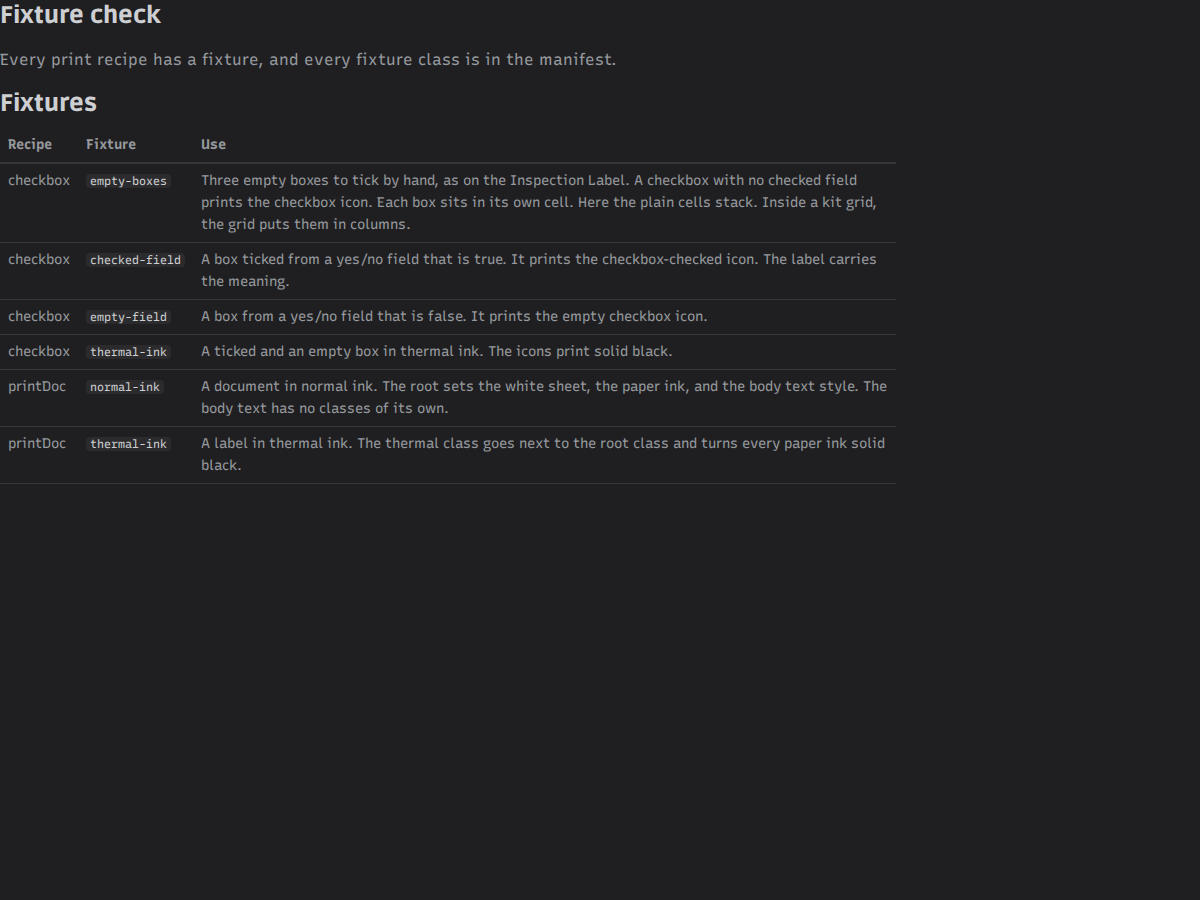 Fixture check
Every print recipe has a fixture, and every fixture class is in the manifest.
Fixtures
Recipe Fixture Use
checkbox empty-boxes Three empty boxes to tick by hand, as on the Inspection Label. A checkbox with no checked field
prints the checkbox icon. Each box sits in its own cell. Here the plain cells stack. Inside a kit grid,
the grid puts them in columns.
checkbox checked-field A box ticked from a yes/no field that is true. It prints the checkbox-checked icon. The label carries
the meaning.
checkbox empty-field A box from a yes/no field that is false. It prints the empty checkbox icon.
checkbox thermal-ink A ticked and an empty box in thermal ink. The icons print solid black.
printDoc normal-ink A document in normal ink. The root sets the white sheet, the paper ink, and the body text style. The
body text has no classes of its own.
printDoc thermal-ink A label in thermal ink. The thermal class goes next to the root class and turns every paper ink solid
black.